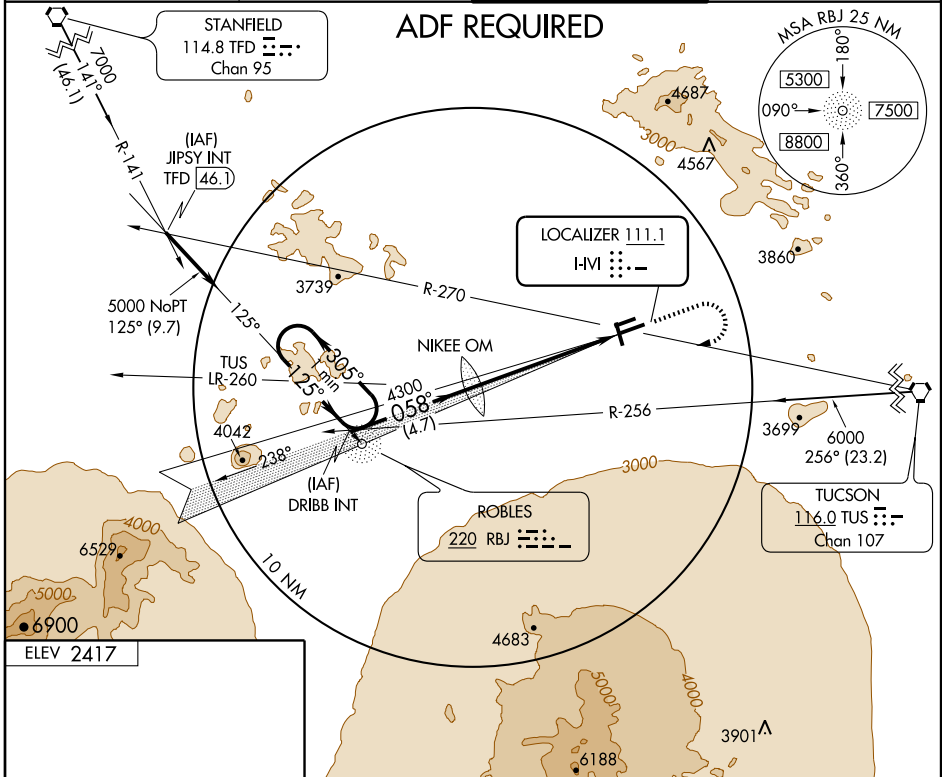 STANFIELD
114.8 TFD
Chan 95
ADF REQUIRED
MSA RBJ 25 NM
180°
5300
090°
7500
8800
360°
7000
141°
(46.1)
R-141
(IAF)
JIPSY INT
TFD 46.1
4687
3000
4567
LOCALIZER 111.1
I-IVI
3860
3739
R-270
5000 NoPT
125° (9.7)
125°
NIKEE OM
TUS
LR-260
305°
1 min
125°
4300
058°
(4.7)
R-256
3699
6000
256° (23.2)
4042
238°
(IAF)
DRIBB INT
3000
ROBLES
220 RBJ
TUCSON
116.0 TUS
Chan 107
4000
6529
5000
6900
10 NM
ELEV 2417
4683
5000
4000
3901
6188